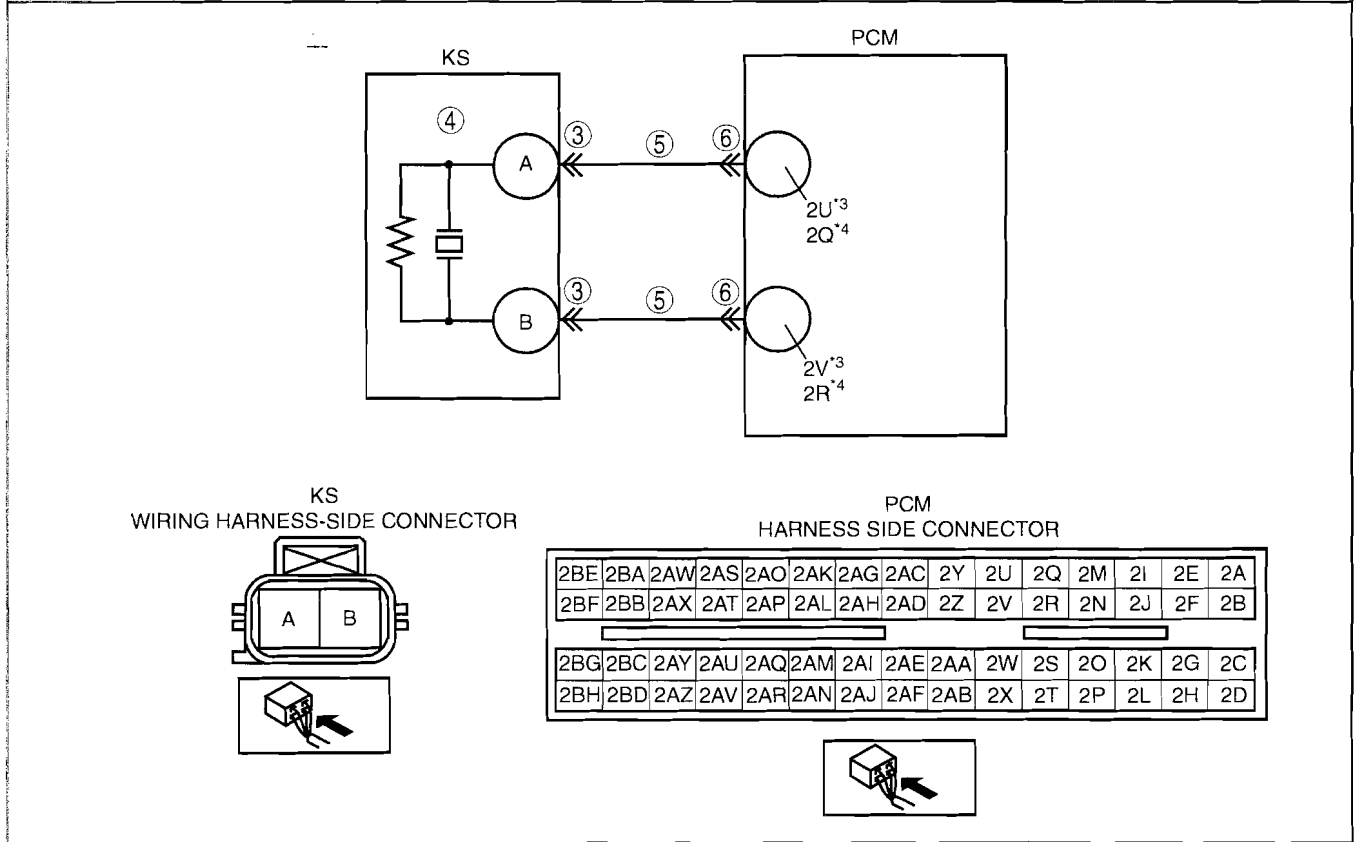 KS
PCM
④
A
③
⑤
⑥
2U*3
2Q*4
B
③
⑤
⑥
2V*3
2R*4
KS
WIRING HARNESS-SIDE CONNECTOR
A B
PCM
HARNESS SIDE CONNECTOR
2BE 2BA 2AW 2AS 2AO 2AK 2AG 2AC 2Y 2U 2Q 2M 2I 2E 2A
2BF 2BB 2AX 2AT 2AP 2AL 2AH 2AD 2Z 2V 2R 2N 2J 2F 2B
2BG 2BC 2AY 2AU 2AQ 2AM 2AI 2AE 2AA 2W 2S 2O 2K 2G 2C
2BH 2BD 2AZ 2AV 2AR 2AN 2AJ 2AF 2AB 2X 2T 2P 2L 2H 2D